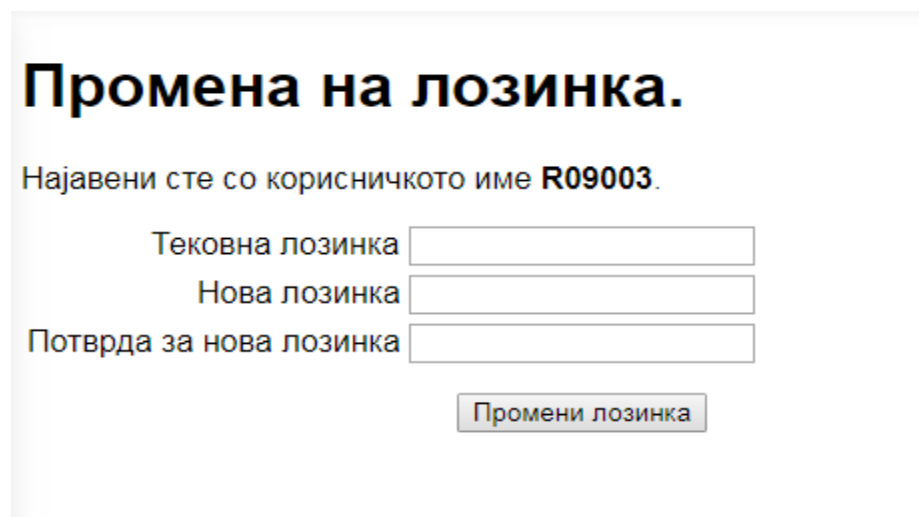 Промена на лозинка.
Најавени сте со корисничкото име R09003.
Тековна лозинка
Нова лозинка
Потврда за нова лозинка
Промени лозинка